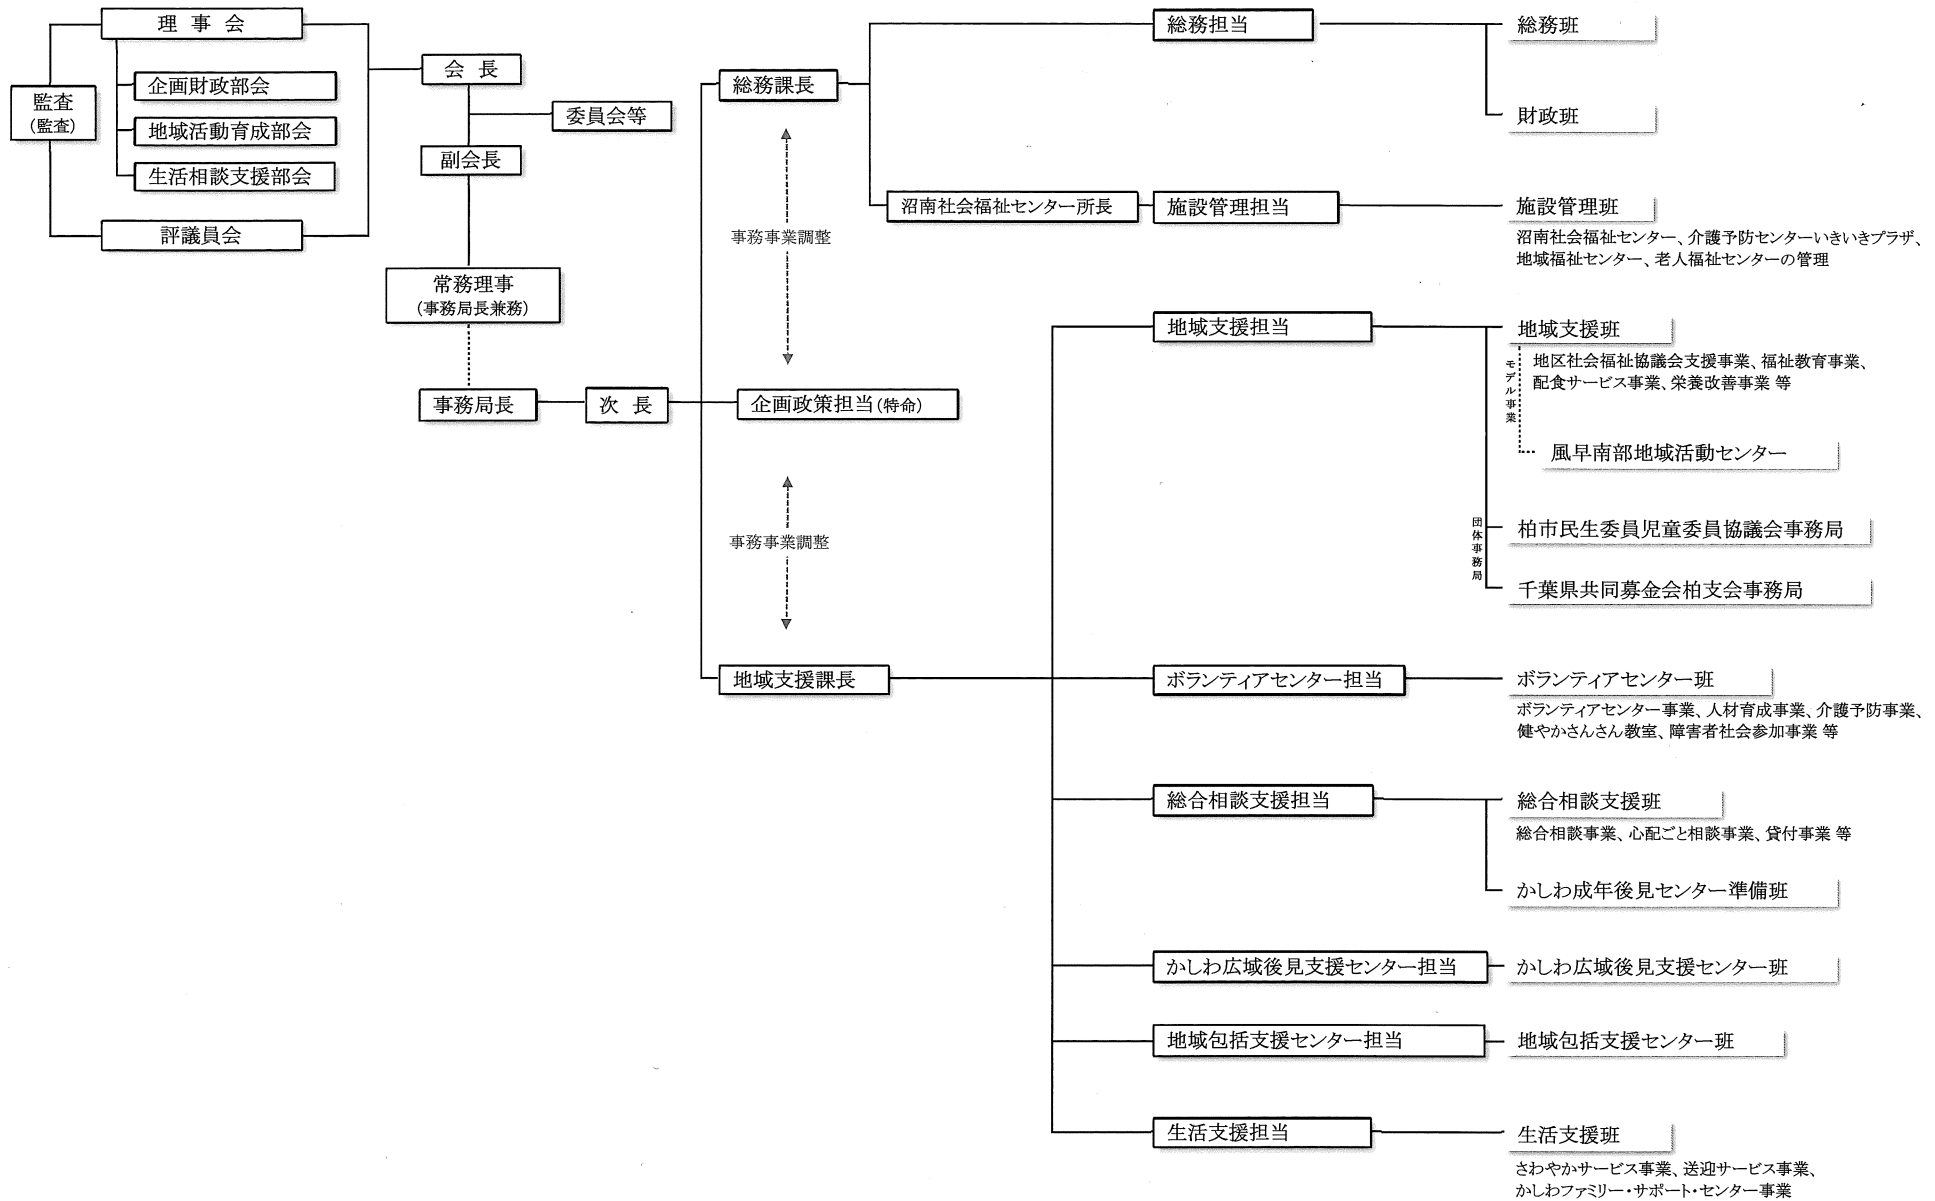 理事会
企画財政部会
地域活動育成部会
生活相談支援部会
監査
(監査)
評議員会
会長
委員会等
副会長
常務理事
(事務局長兼務)
事務局長
次長
総務課長
事務事業調整
企画政策担当(特命)
事務事業調整
地域支援課長
総務担当
総務班
財政班
沼南社会福祉センター所長
施設管理担当
施設管理班
沼南社会福祉センター、介護予防センターいきいきプラザ、
地域福祉センター、老人福祉センターの管理
地域支援担当
地域支援班
地区社会福祉協議会支援事業、福祉教育事業、
配食サービス事業、栄養改善事業 等
モデル事業
風早南部地域活動センター
団体事務局
柏市民生委員児童委員協議会事務局
千葉県共同募金会柏支会事務局
ボランティアセンター担当
ボランティアセンター班
ボランティアセンター事業、人材育成事業、介護予防事業、
健やかさんさん教室、障害者社会参加事業 等
総合相談支援担当
総合相談支援班
総合相談事業、心配ごと相談事業、貸付事業 等
かしわ成年後見センター準備班
かしわ広域後見支援センター担当
かしわ広域後見支援センター班
地域包括支援センター担当
地域包括支援センター班
生活支援担当
生活支援班
さわやかサービス事業、送迎サービス事業、
かしわファミリー・サポート・センター事業